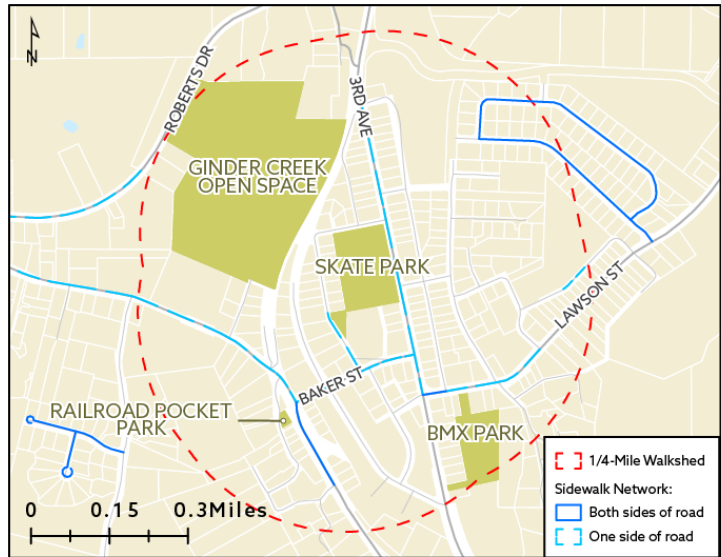 N
ROBERTS DR
3RD AVE
GINDER CREEK
OPEN SPACE
SKATE PARK
LAWSON ST
BAKER ST
RAILROAD POCKET
PARK
BMX PARK
0 0.15 0.3Miles
1/4-Mile Walkshed
Sidewalk Network:
Both sides of road
One side of road